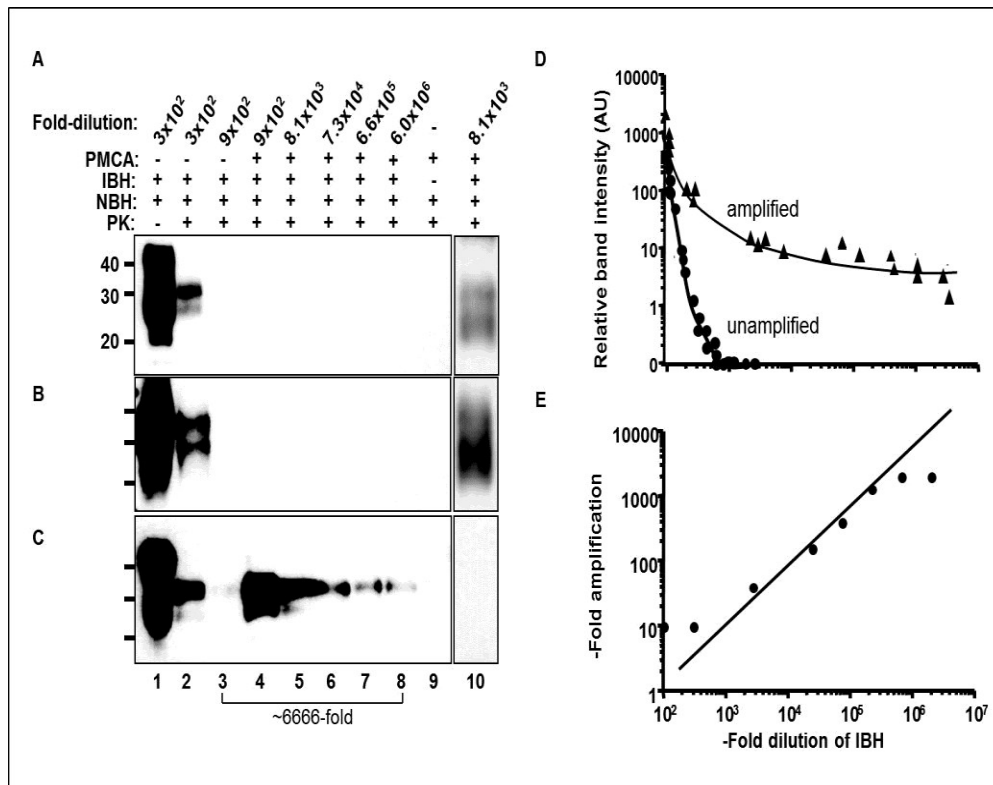 A
Fold-dilution: 3x10² 3x10² 9x10² 9x10² 8.1x10³ 7.3x10⁴ 6.6x10⁵ 6.0x10⁶ - 8.1x10³
PMCA: - - - + + + + + + +
IBH: + + + + + + + + - +
NBH: + + + + + + + + + +
PK: - + + + + + + + + +
40
30
20
B
C
1 2 3 4 5 6 7 8 9 10
~6666-fold
D
Relative band intensity (AU)
10000
1000
100
10
1
0
amplified
unamplified
E
-Fold amplification
10000
1000
100
10
1
10² 10³ 10⁴ 10⁵ 10⁶ 10⁷
-Fold dilution of IBH